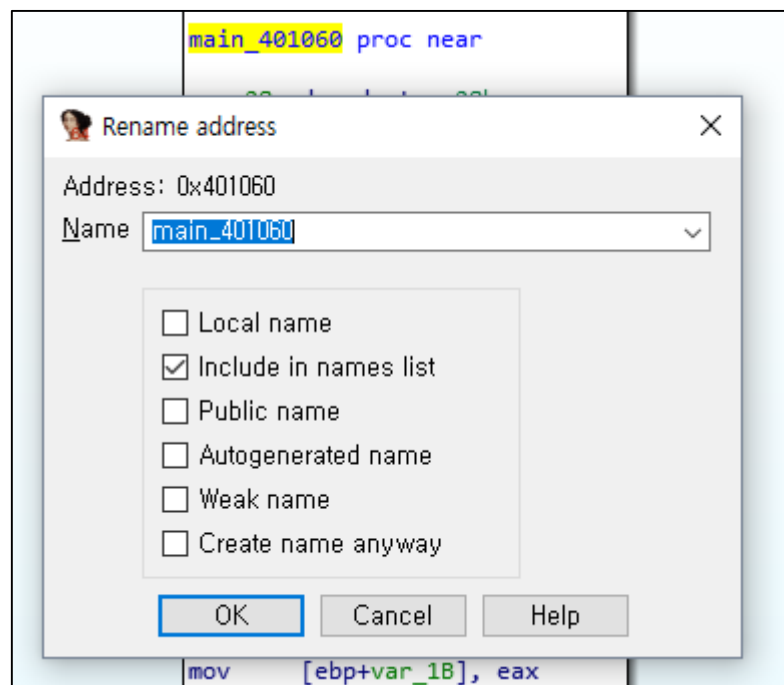 main_401060 proc near
Rename address
Address: 0x401060
Name main_401060
Local name
Include in names list
Public name
Autogenerated name
Weak name
Create name anyway
OK Cancel Help
mov [ebp+var_1B], eax